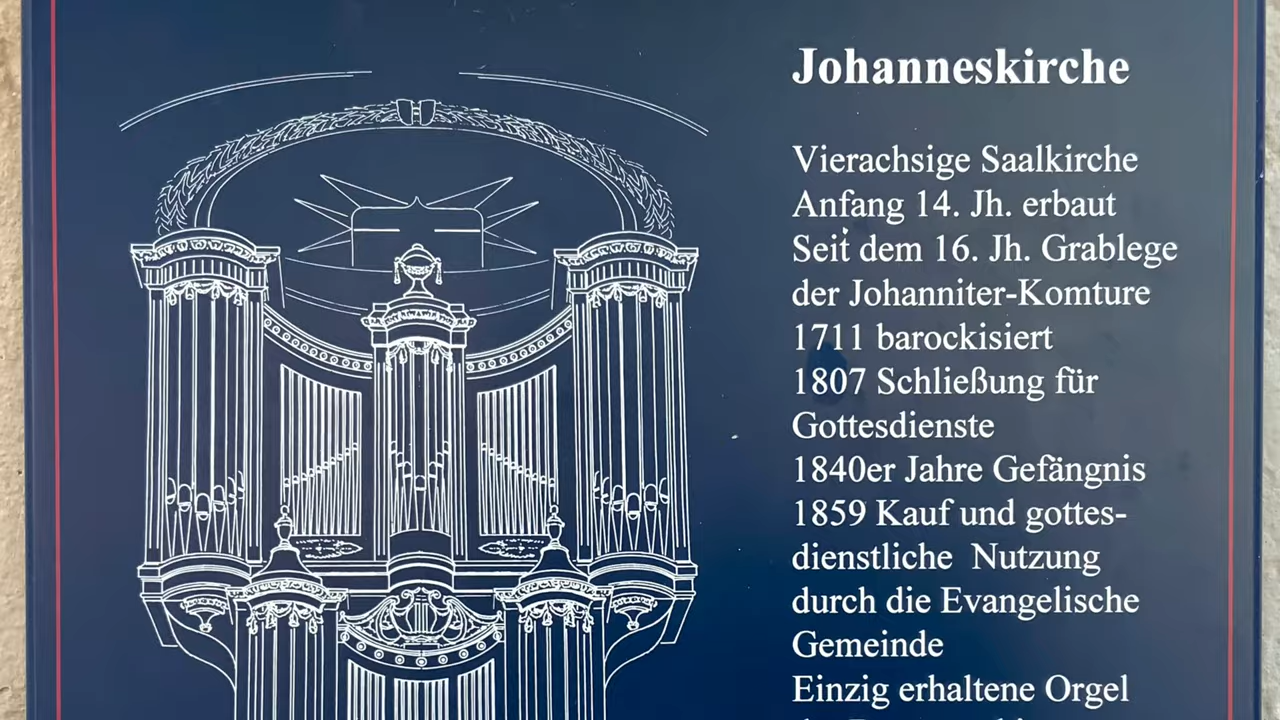 Johanneskirche
Vierachsige Saalkirche
Anfang 14. Jh. erbaut
Seit dem 16. Jh. Grablege
der Johanniter-Komture
1711 barockisiert
1807 Schließung für
Gottesdienste
1840er Jahre Gefängnis
1859 Kauf und gottes-
dienstliche Nutzung
durch die Evangelische
Gemeinde
Einzig erhaltene Orgel